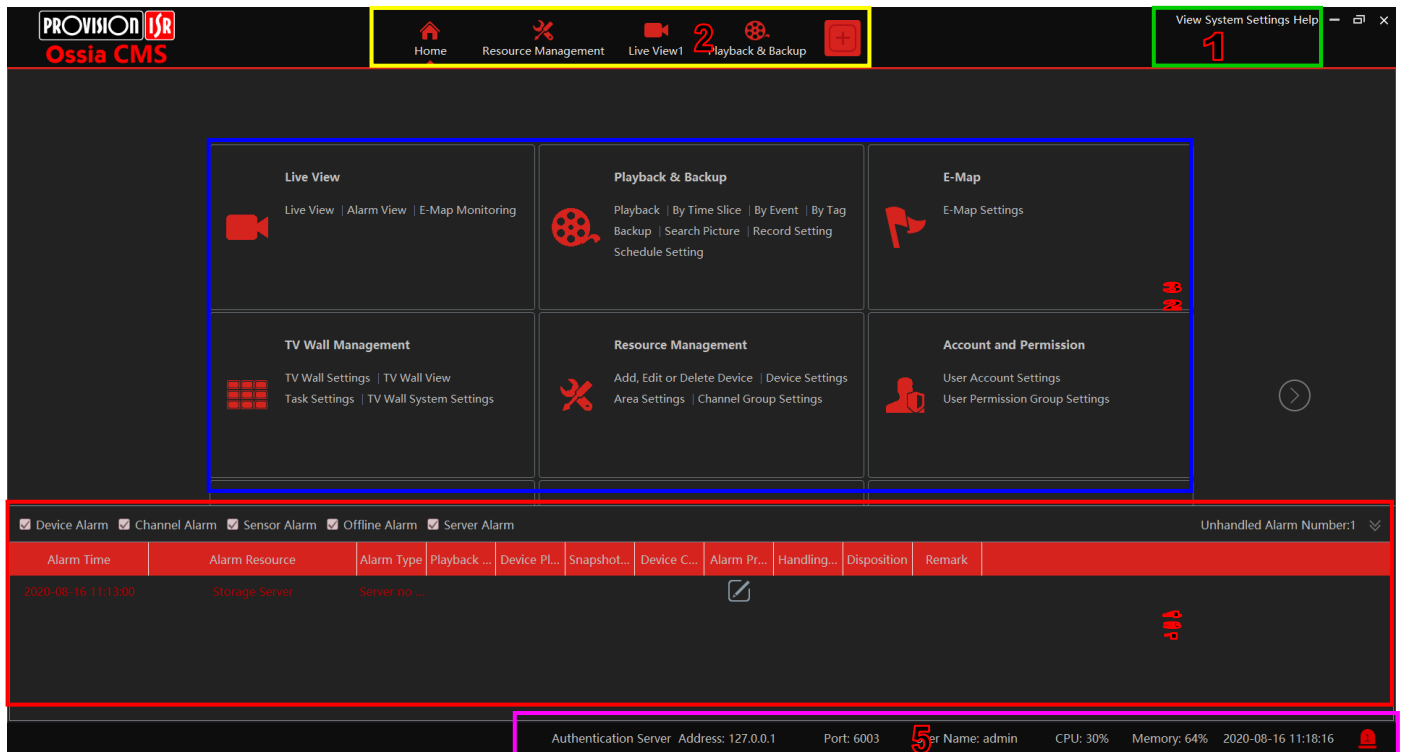 PROVISION ISR
Ossia CMS
Home Resource Management Live View1 Playback & Backup
2
View System Settings Help
1
Live View
Live View | Alarm View | E-Map Monitoring
Playback & Backup
Playback | By Time Slice | By Event | By Tag
Backup | Search Picture | Record Setting
Schedule Setting
E-Map
E-Map Settings
TV Wall Management
TV Wall Settings | TV Wall View
Task Settings | TV Wall System Settings
Resource Management
Add, Edit or Delete Device | Device Settings
Area Settings | Channel Group Settings
Account and Permission
User Account Settings
User Permission Group Settings
Device Alarm Channel Alarm Sensor Alarm Offline Alarm Server Alarm Unhandled Alarm Number:1
Alarm Time Alarm Resource Alarm Type Playback ... Device Pl... Snapshot... Device C... Alarm Pr... Handling... Disposition Remark
2020-08-16 11:13:00 Storage Server Server no ...
Authentication Server Address: 127.0.0.1 Port: 6003 5 er Name: admin CPU: 30% Memory: 64% 2020-08-16 11:18:16 1